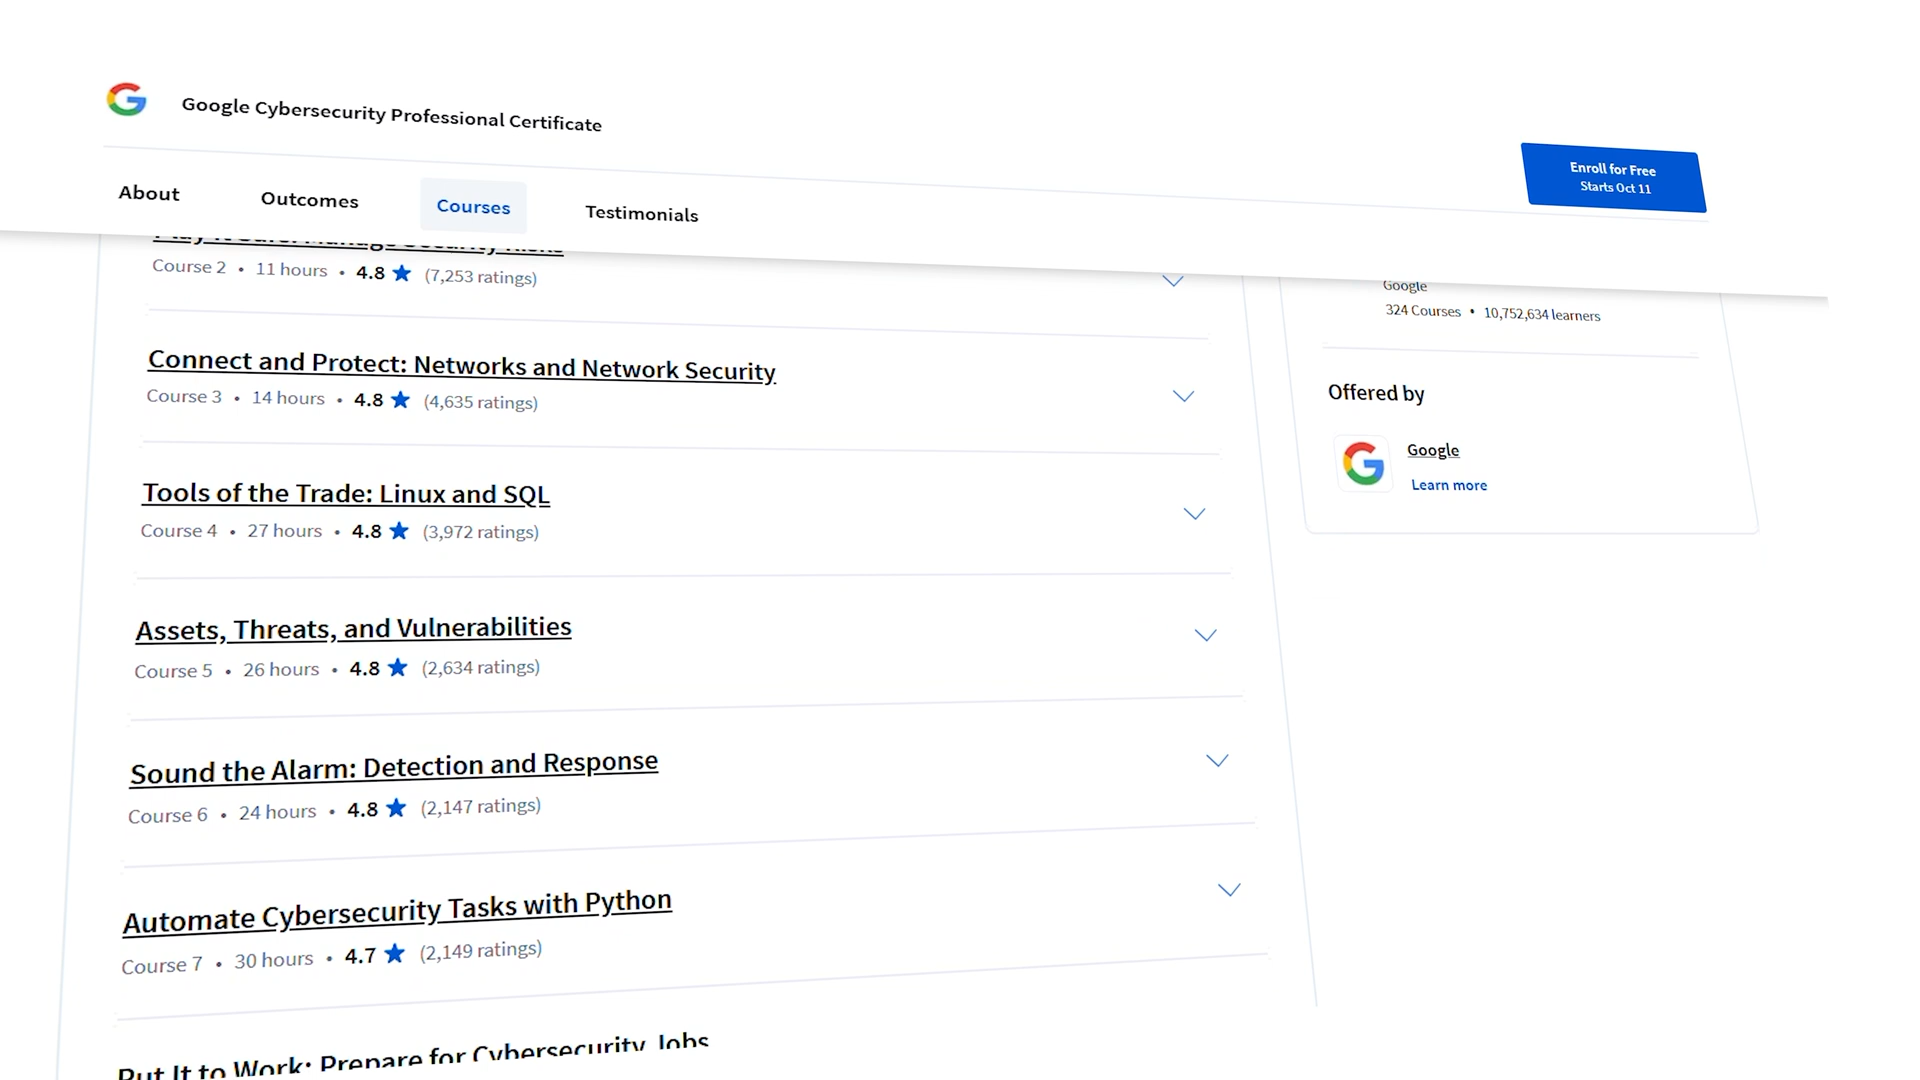 Google Cybersecurity Professional Certificate
Enroll for Free
Starts Oct 11
About
Outcomes
Courses
Testimonials
Play It Safe: Manage Security Risks
Course 2 • 11 hours • 4.8 ★ (7,253 ratings)
Connect and Protect: Networks and Network Security
Course 3 • 14 hours • 4.8 ★ (4,635 ratings)
Tools of the Trade: Linux and SQL
Course 4 • 27 hours • 4.8 ★ (3,972 ratings)
Assets, Threats, and Vulnerabilities
Course 5 • 26 hours • 4.8 ★ (2,634 ratings)
Sound the Alarm: Detection and Response
Course 6 • 24 hours • 4.8 ★ (2,147 ratings)
Automate Cybersecurity Tasks with Python
Course 7 • 30 hours • 4.7 ★ (2,149 ratings)
Put It to Work: Prepare for Cybersecurity Jobs
Google
324 Courses • 10,752,634 learners
Offered by
Google
Learn more